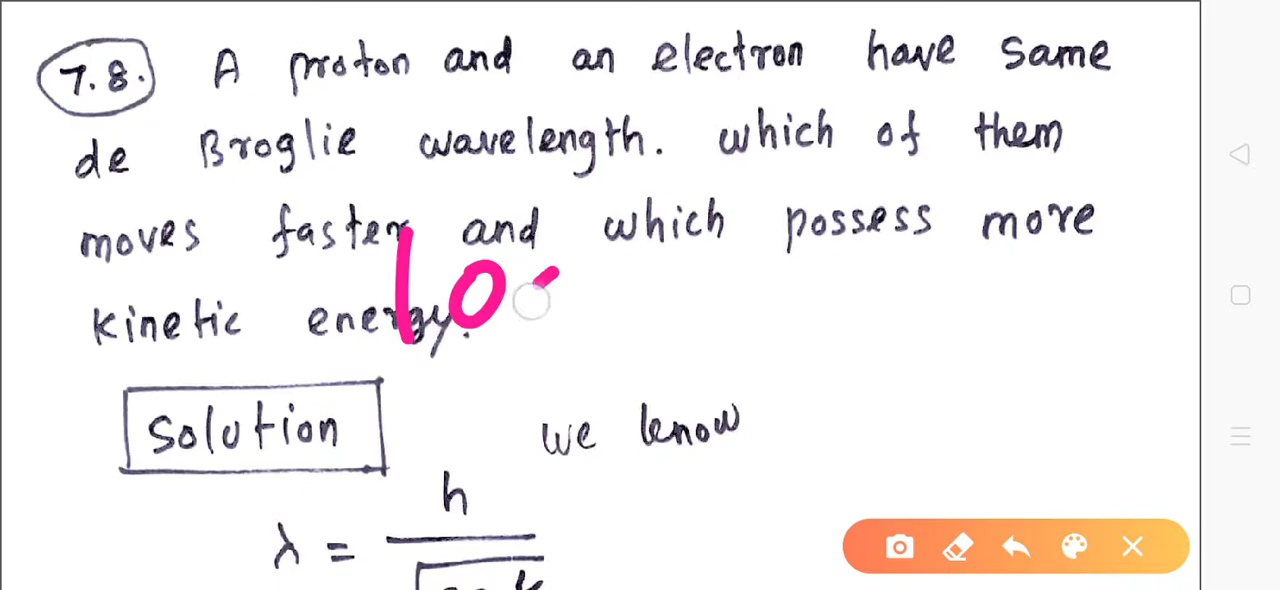 7.8. A proton and an electron have same
de Broglie wavelength. which of them
moves faster and which possess more
kinetic energy.
Solution we know
h
λ =